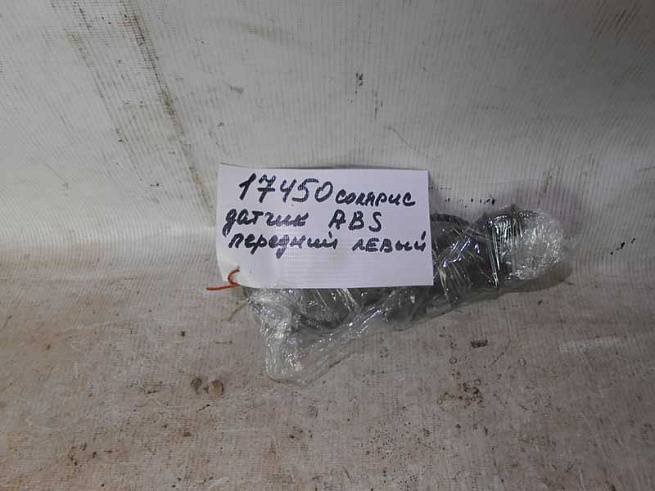 17450 солярис
датчик ABS
передний левый